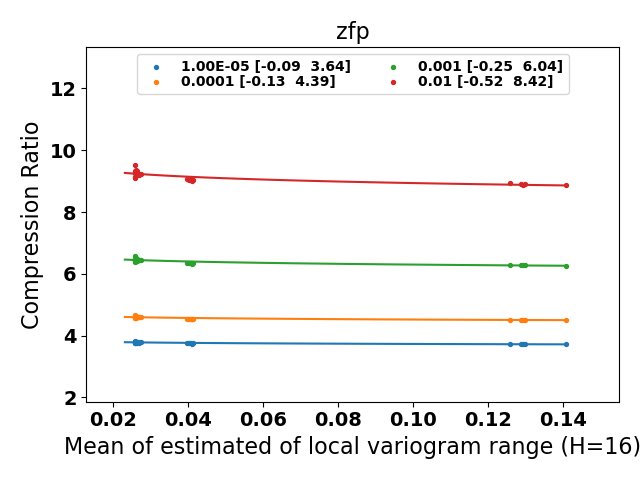 zfp
1.00E-05 [-0.09  3.64]
0.0001 [-0.13  4.39]
0.001 [-0.25  6.04]
0.01 [-0.52  8.42]
Compression Ratio
12
10
8
6
4
2
0.02 0.04 0.06 0.08 0.10 0.12 0.14
Mean of estimated of local variogram range (H=16)